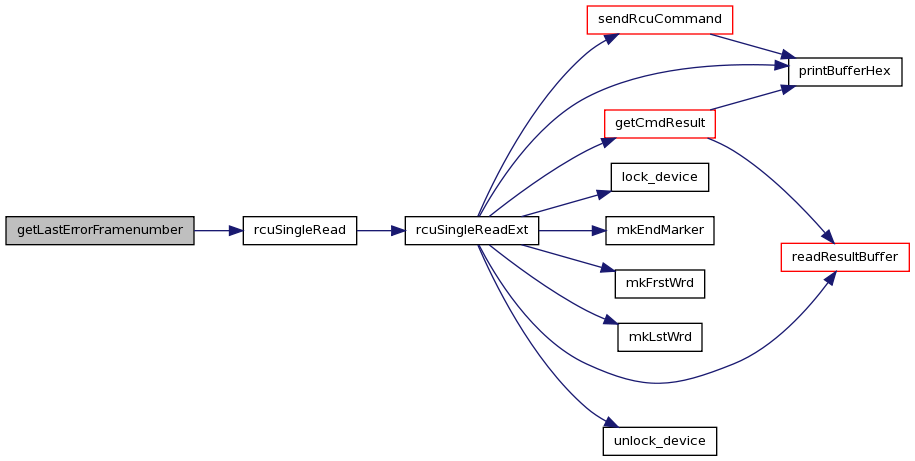 sendRcuCommand
printBufferHex
getCmdResult
lock_device
getLastErrorFramenumber
rcuSingleRead
rcuSingleReadExt
mkEndMarker
readResultBuffer
mkFrstWrd
mkLstWrd
unlock_device